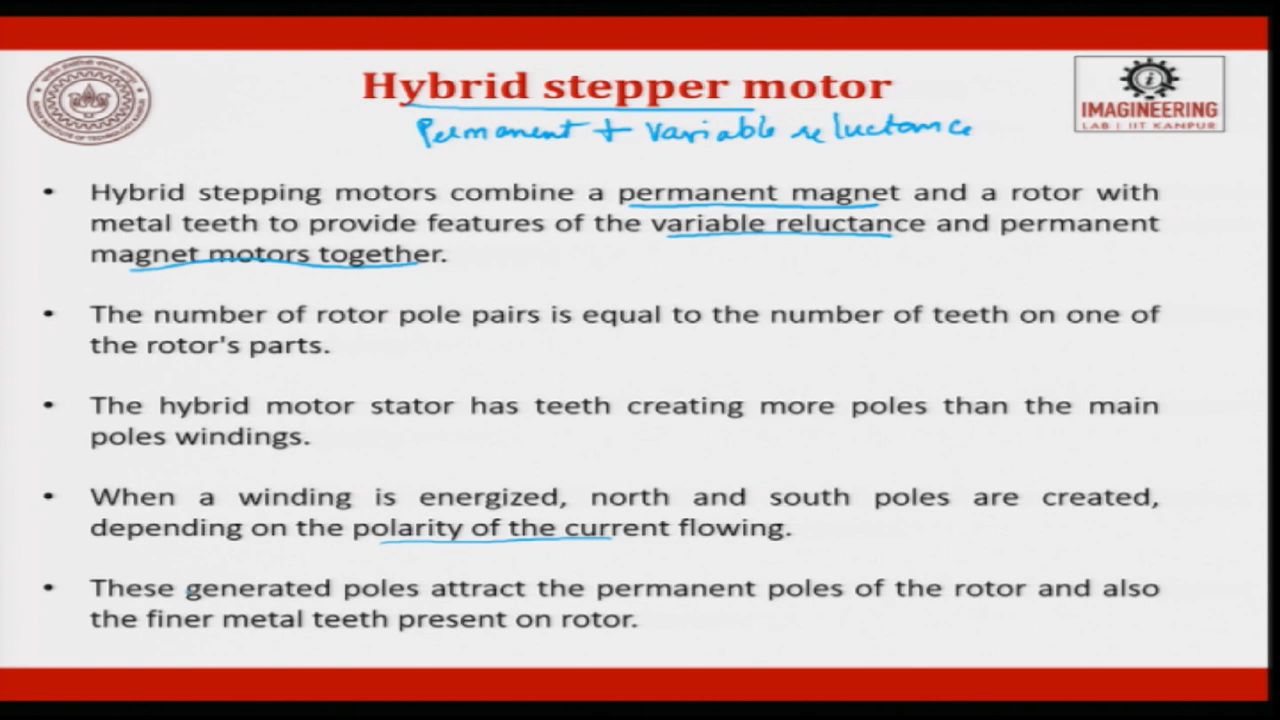 Hybrid stepper motor
Permanent + variable reluctance
IMAGINEERING
LAB | IIT KANPUR
• Hybrid stepping motors combine a permanent magnet and a rotor with
metal teeth to provide features of the variable reluctance and permanent
magnet motors together.
• The number of rotor pole pairs is equal to the number of teeth on one of
the rotor's parts.
• The hybrid motor stator has teeth creating more poles than the main
poles windings.
• When a winding is energized, north and south poles are created,
depending on the polarity of the current flowing.
• These generated poles attract the permanent poles of the rotor and also
the finer metal teeth present on rotor.